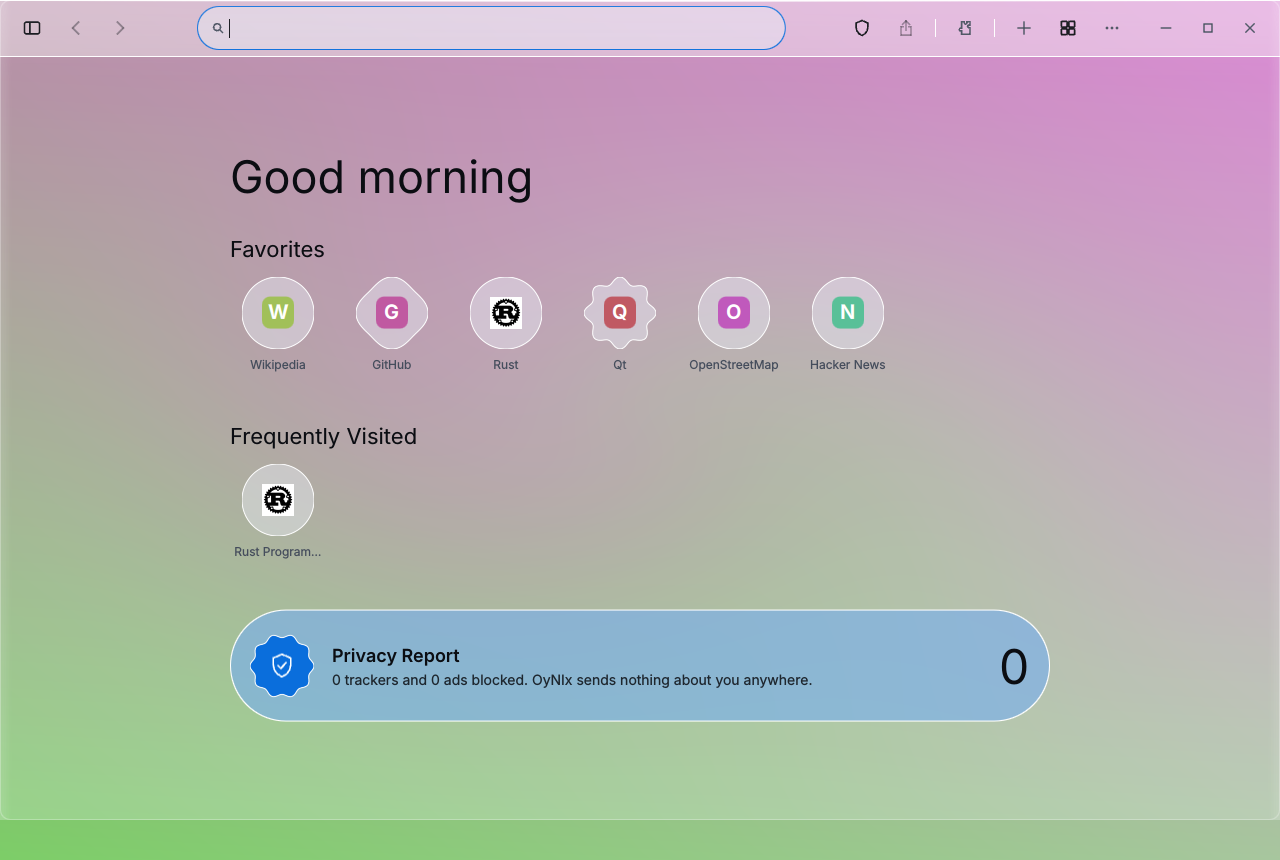 Good morning
Favorites
W G R Q O N
Wikipedia GitHub Rust Qt OpenStreetMap Hacker News
Frequently Visited
R
Rust Program...
Privacy Report
0 trackers and 0 ads blocked. OyNIx sends nothing about you anywhere.
0